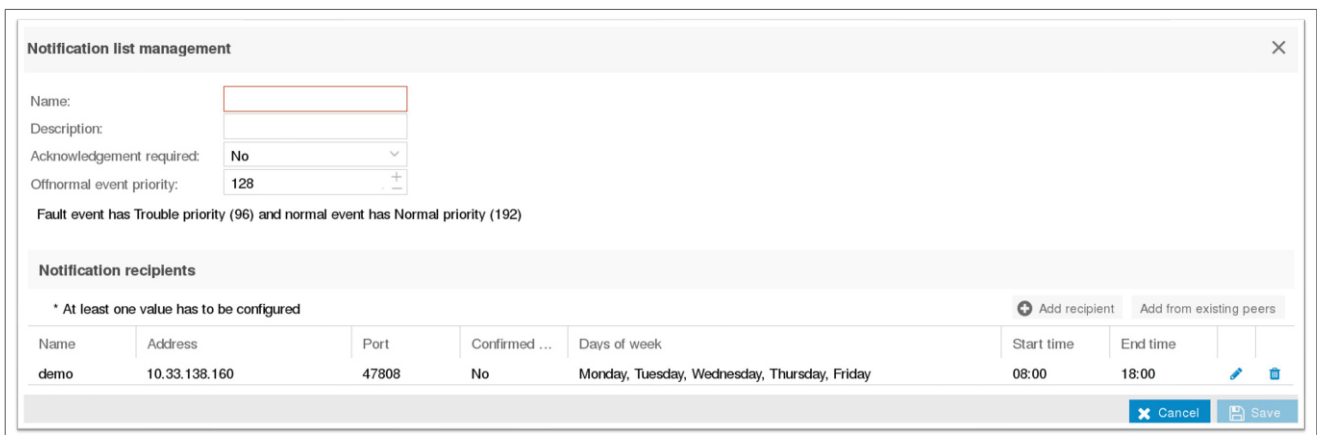 Notification list management
Name:
Description:
Acknowledgement required: No
Offnormal event priority: 128
Fault event has Trouble priority (96) and normal event has Normal priority (192)
Notification recipients
* At least one value has to be configured Add recipient Add from existing peers
Name Address Port Confirmed ... Days of week Start time End time
demo 10.33.138.160 47808 No Monday, Tuesday, Wednesday, Thursday, Friday 08:00 18:00
Cancel Save